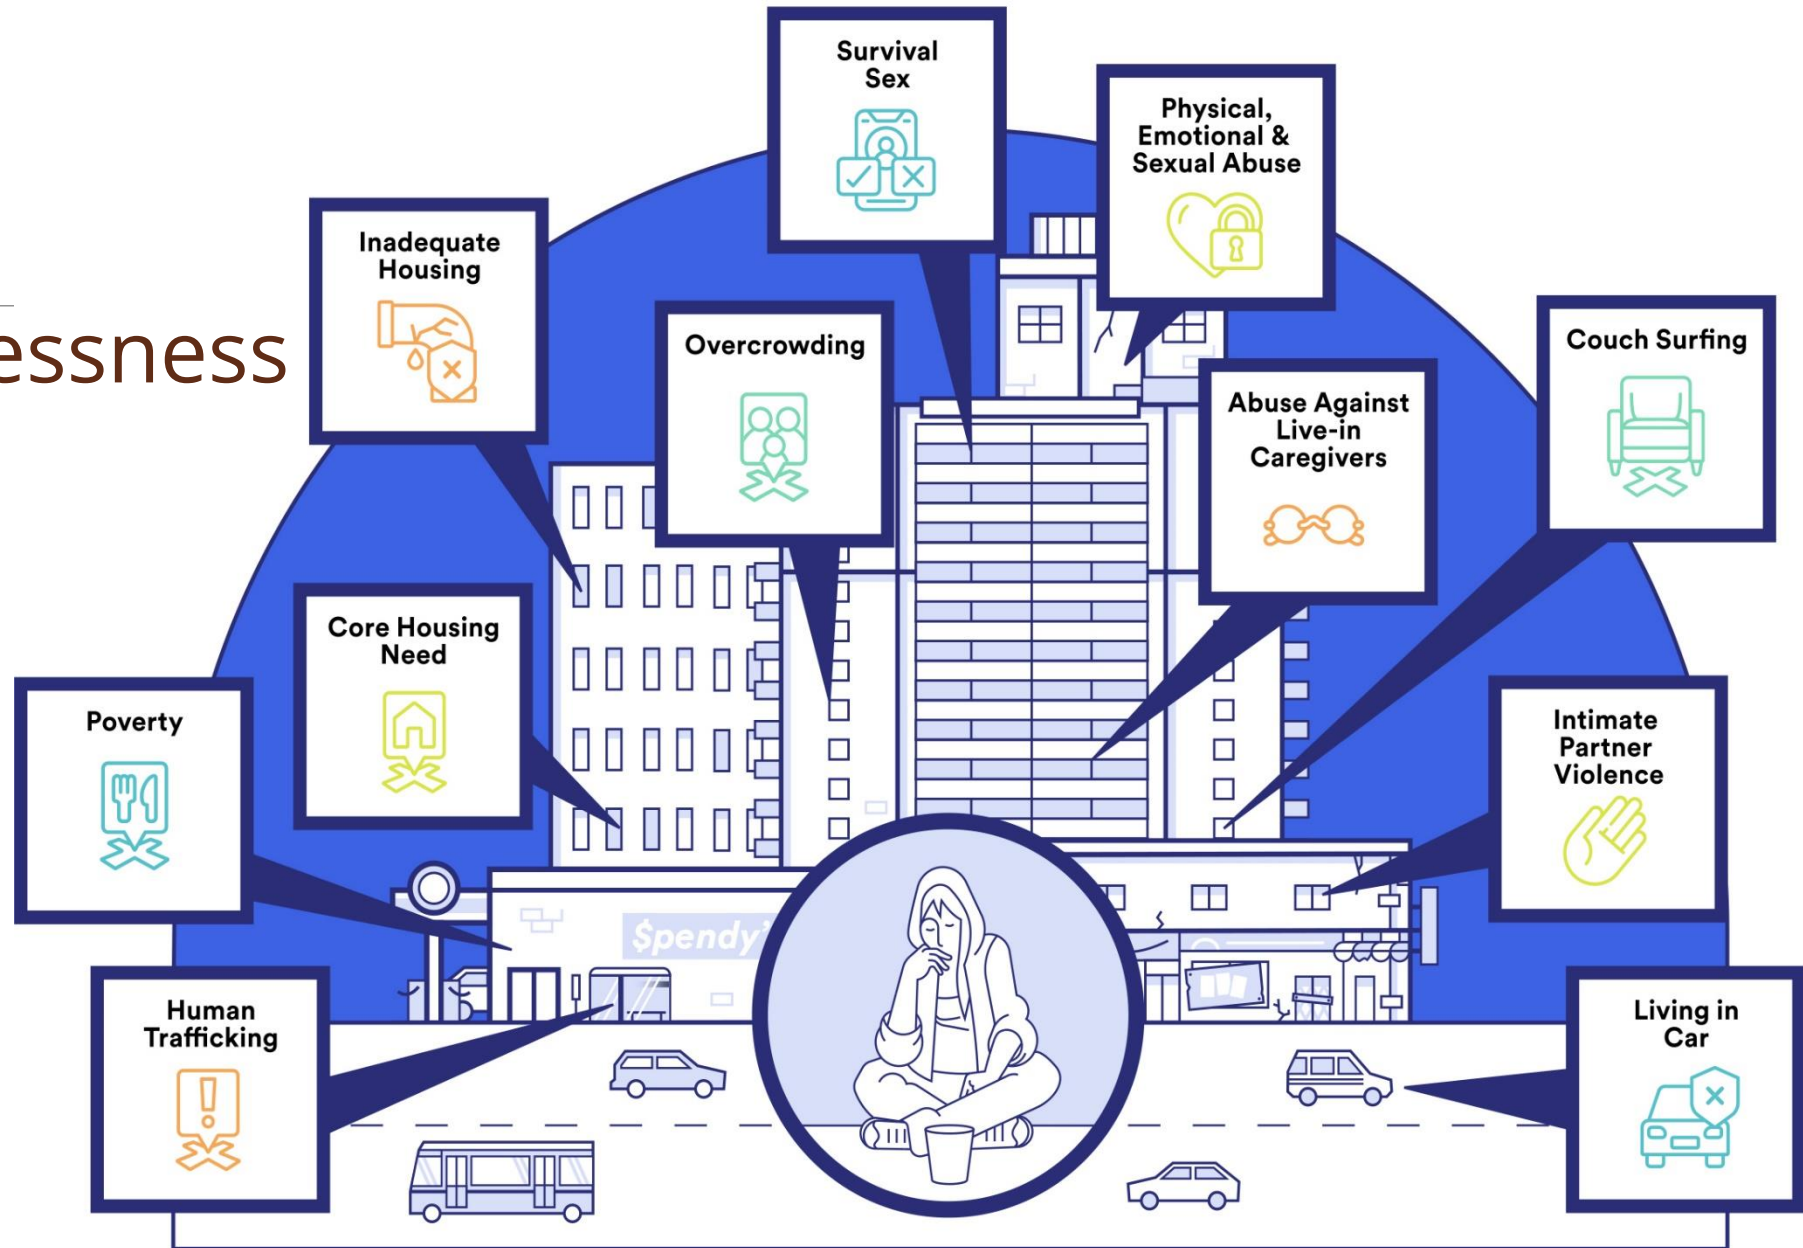 essness
Survival
Sex
Physical,
Emotional &
Sexual Abuse
Inadequate
Housing
Overcrowding
Couch Surfing
Abuse Against
Live-in
Caregivers
Core Housing
Need
Poverty
Intimate
Partner
Violence
$pendy'
Human
Trafficking
Living in
Car